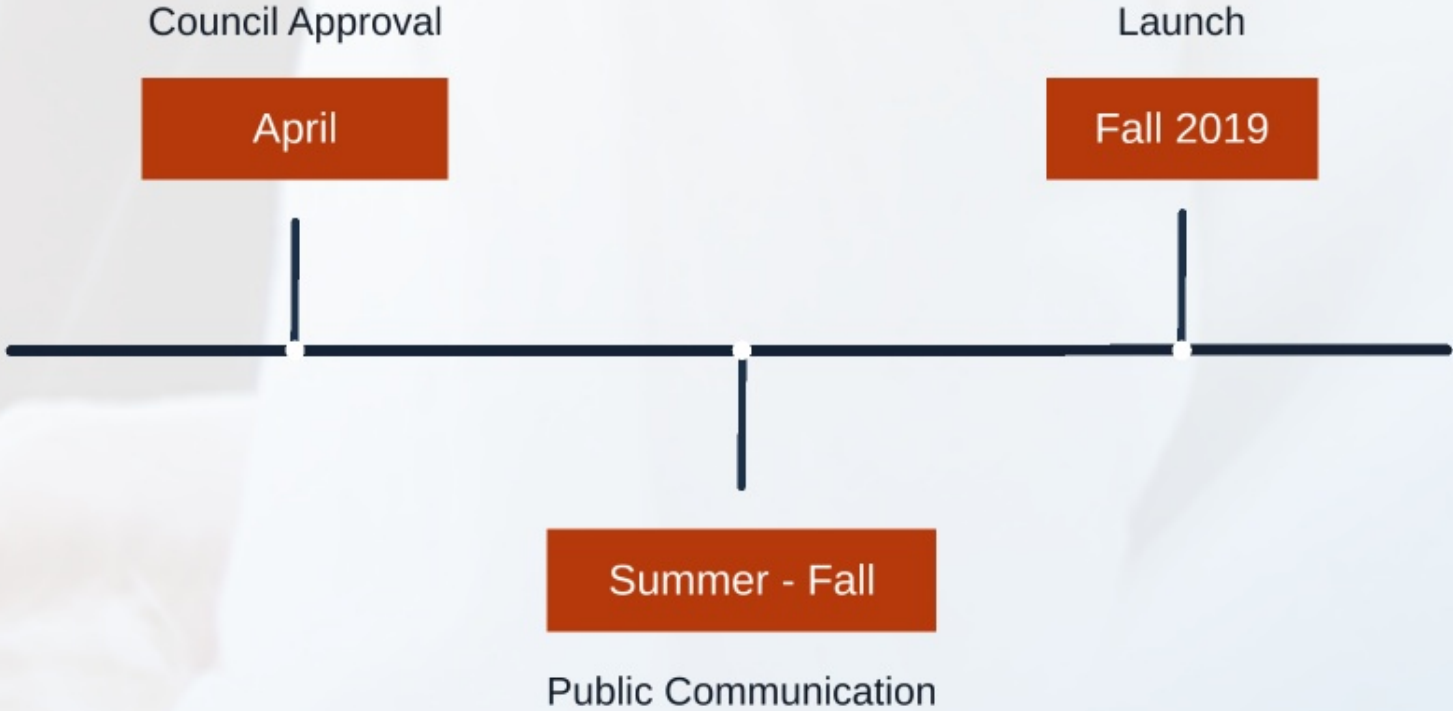 Council Approval
April
Launch
Fall 2019
Summer - Fall
Public Communication